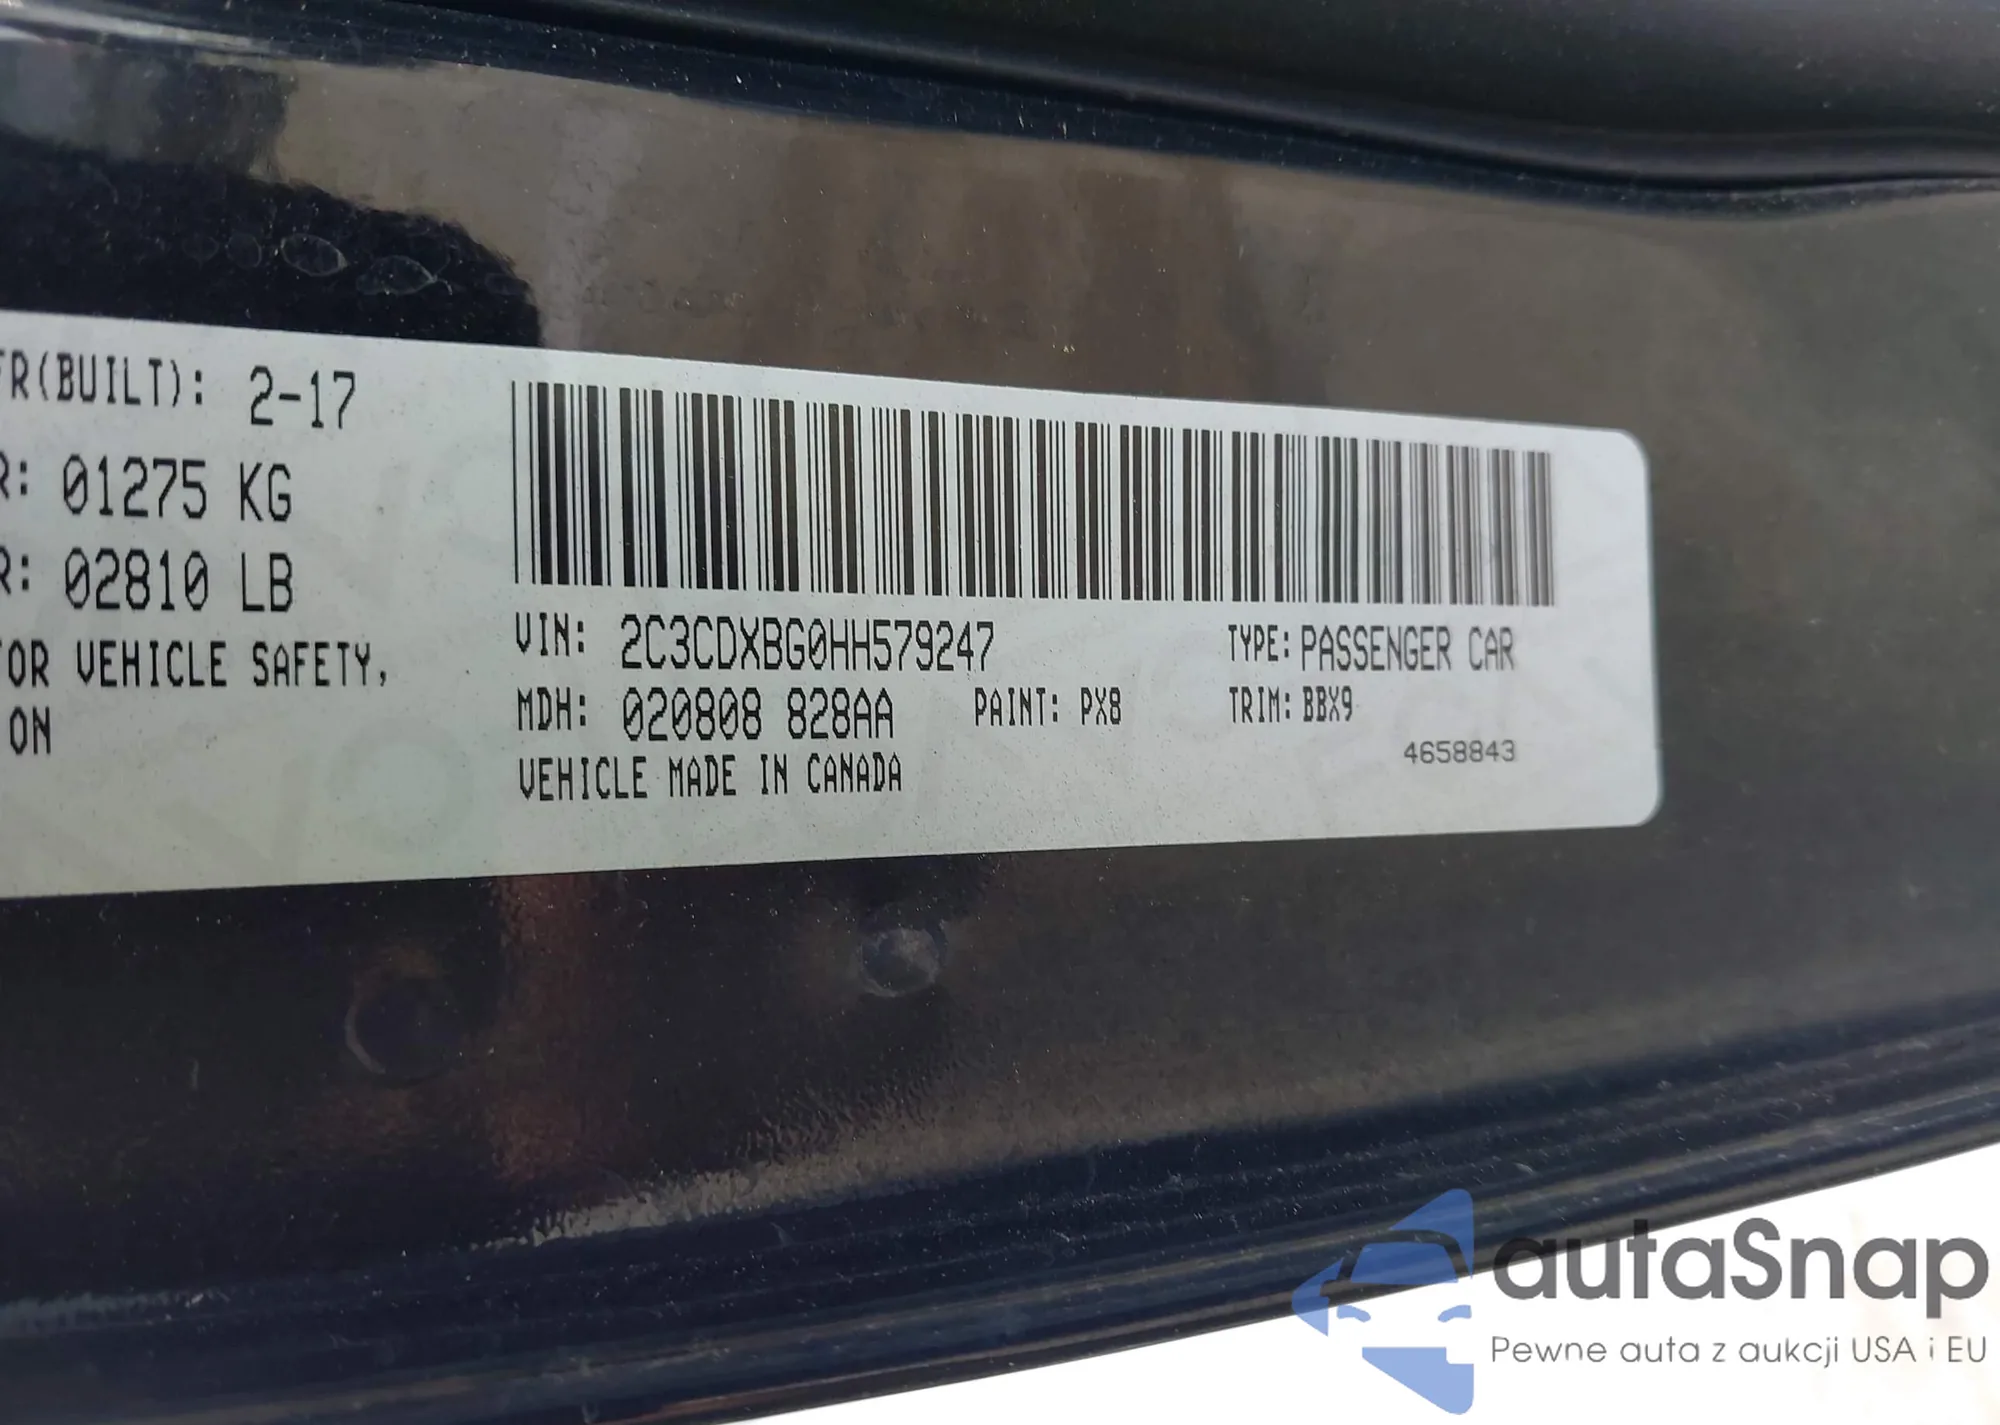 FR(BUILT): 2-17
R: 01275 KG
R: 02810 LB
OR VEHICLE SAFETY,
ON
VIN: 2C3CDXBG0HH579247
TYPE: PASSENGER CAR
MDH: 020808 828AA
PAINT: PX8
TRIM: BBX9
VEHICLE MADE IN CANADA
4658843
autaSnap
Pewne auta z aukcji USA i EU